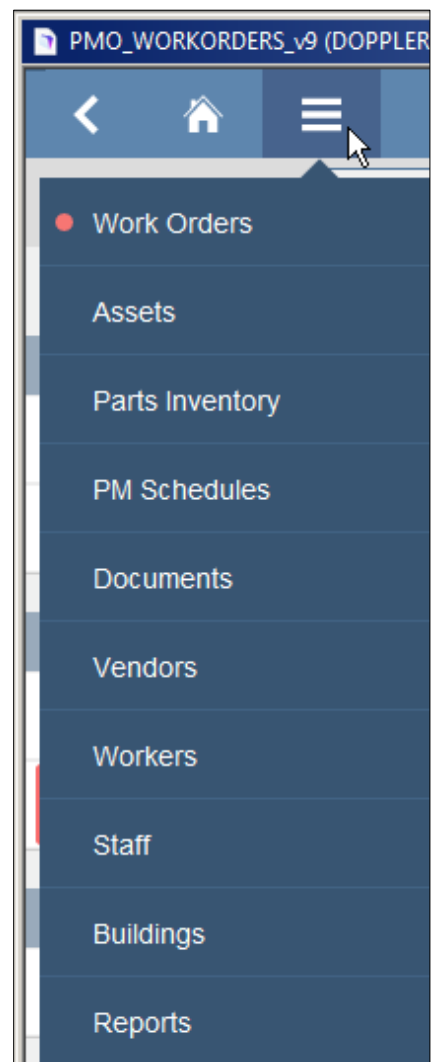 PMO_WORKORDERS_v9 (DOPPLER
Work Orders
Assets
Parts Inventory
PM Schedules
Documents
Vendors
Workers
Staff
Buildings
Reports